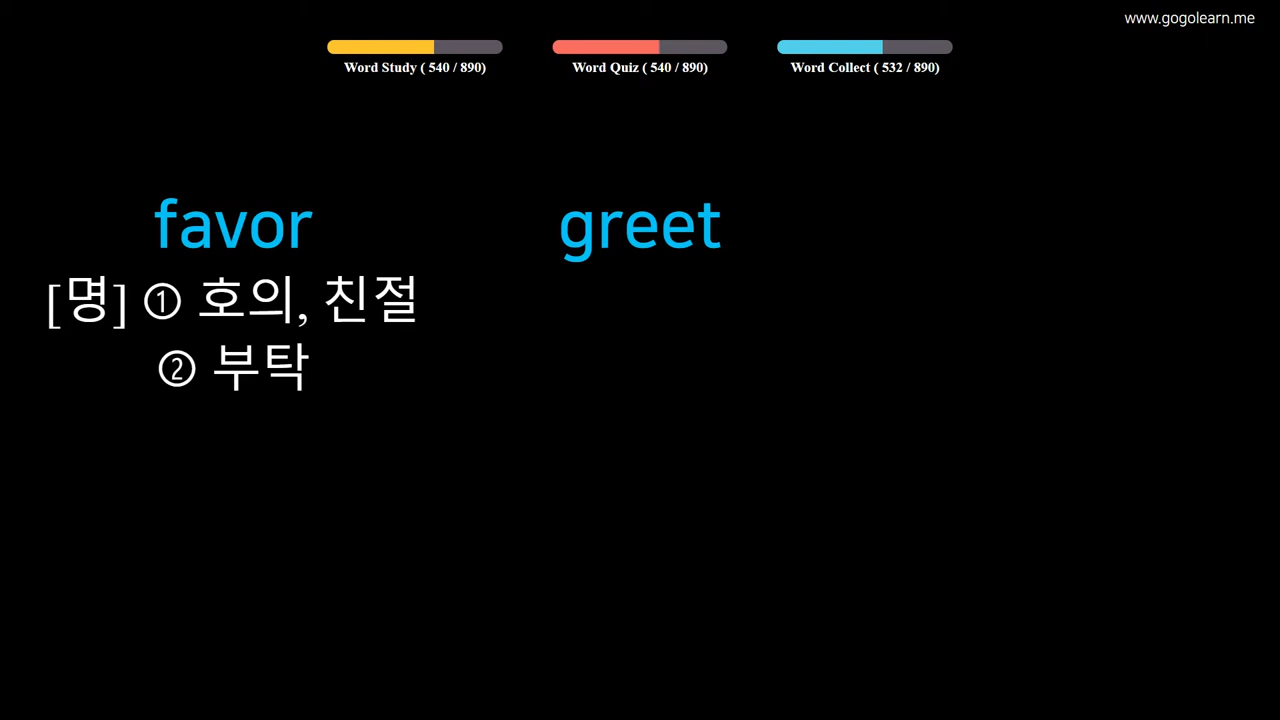 www.gogolearn.me
Word Study ( 540 / 890)
Word Quiz ( 540 / 890)
Word Collect ( 532 / 890)
favor
[명] ① 호의, 친절
② 부탁
greet